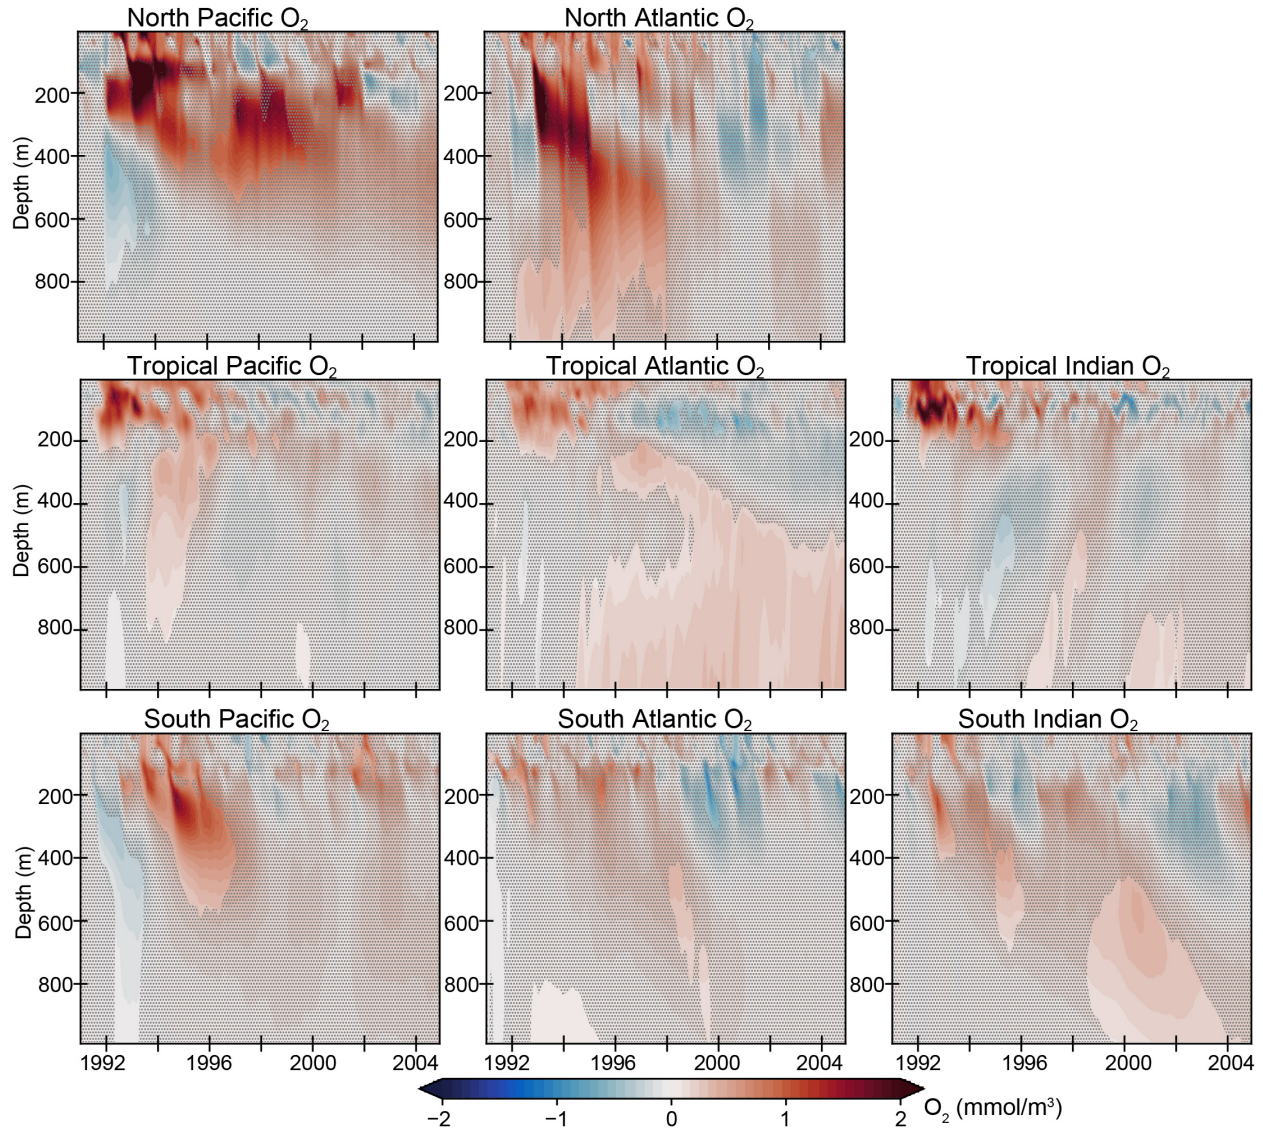 North Pacific O₂ North Atlantic O₂
Depth (m)
200 200
400 400
600 600
800 800
Tropical Pacific O₂ Tropical Atlantic O₂ Tropical Indian O₂
Depth (m)
200 200 200
400 400 400
600 600 600
800 800 800
South Pacific O₂ South Atlantic O₂ South Indian O₂
Depth (m)
200 200 200
400 400 400
600 600 600
800 800 800
1992 1996 2000 2004 1992 1996 2000 2004 1992 1996 2000 2004
−2 −1 0 1 2 O₂ (mmol/m³)